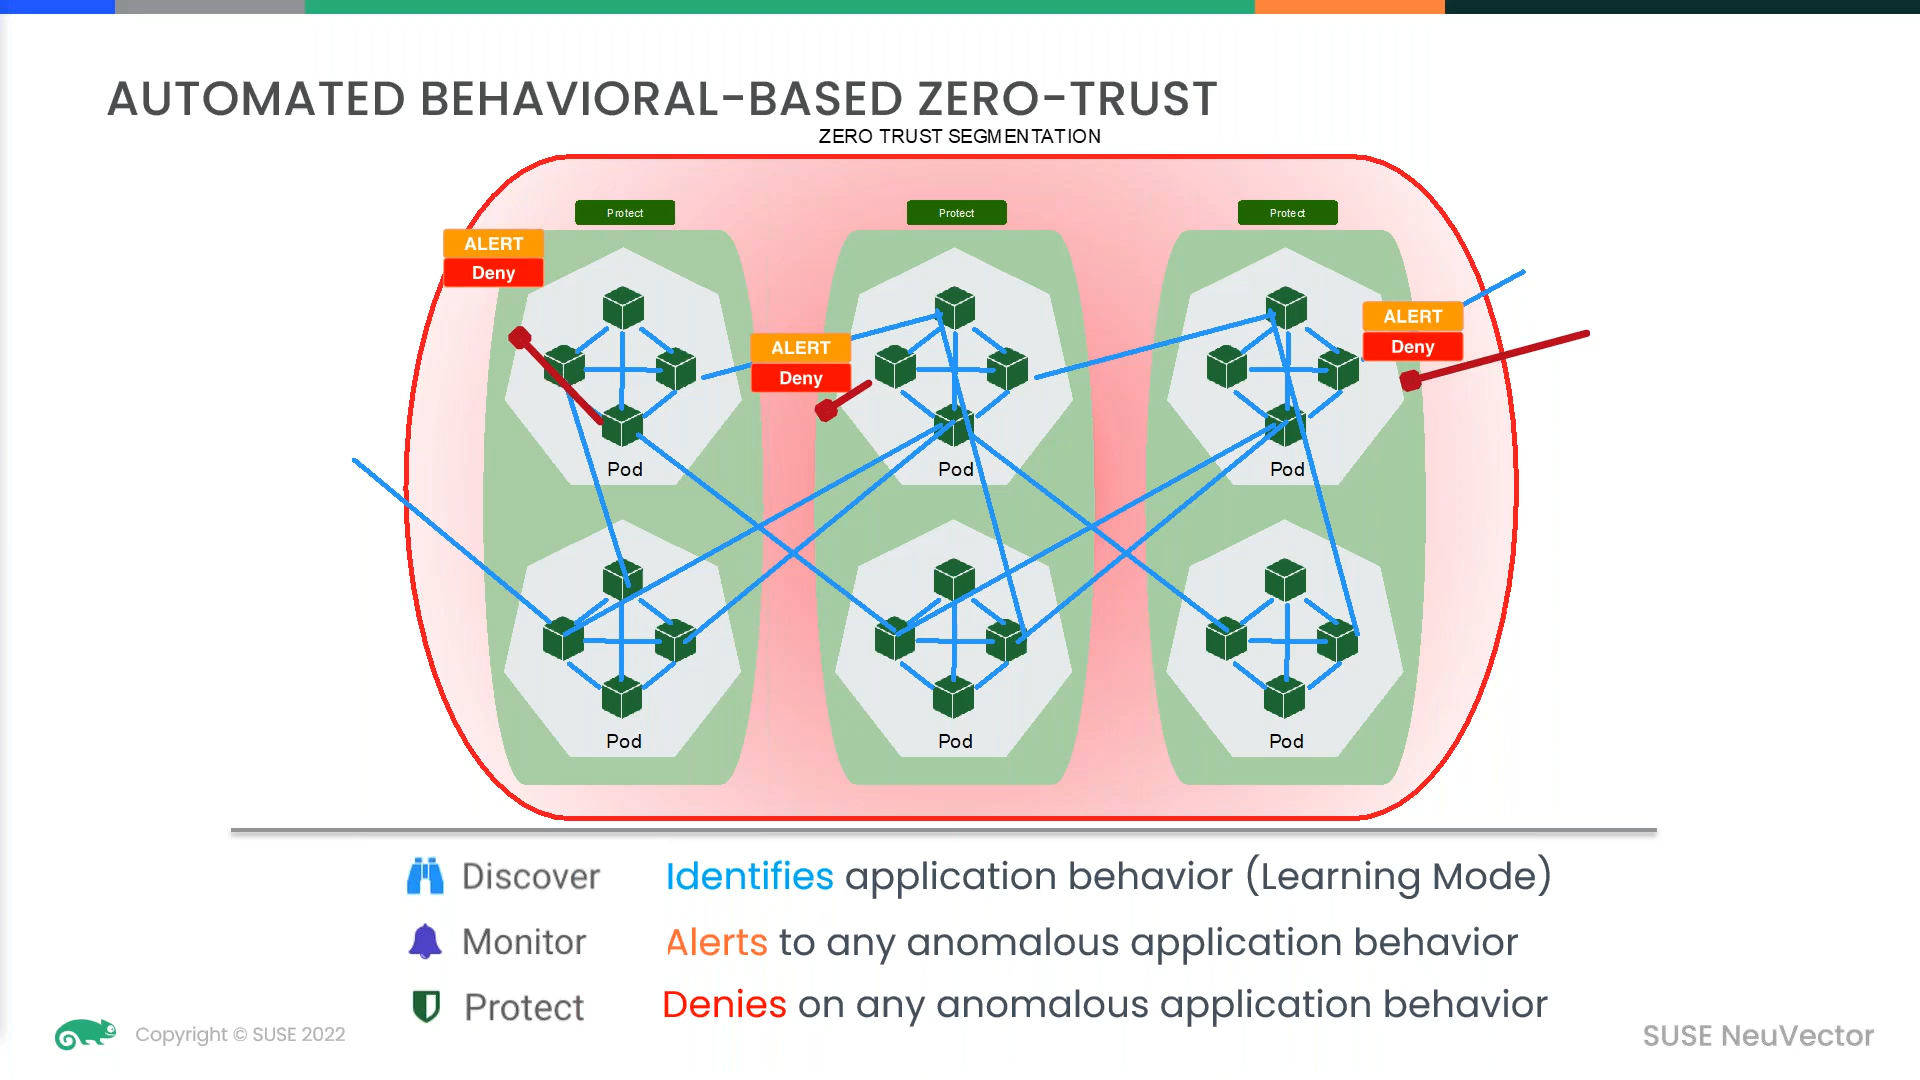 AUTOMATED BEHAVIORAL-BASED ZERO-TRUST
ZERO TRUST SEGMENTATION
Protect
Protect
Protect
ALERT
Deny
ALERT
Deny
ALERT
Deny
Pod
Pod
Pod
Pod
Pod
Pod
Discover Identifies application behavior (Learning Mode)
Monitor Alerts to any anomalous application behavior
Protect Denies on any anomalous application behavior
Copyright © SUSE 2022
SUSE NeuVector